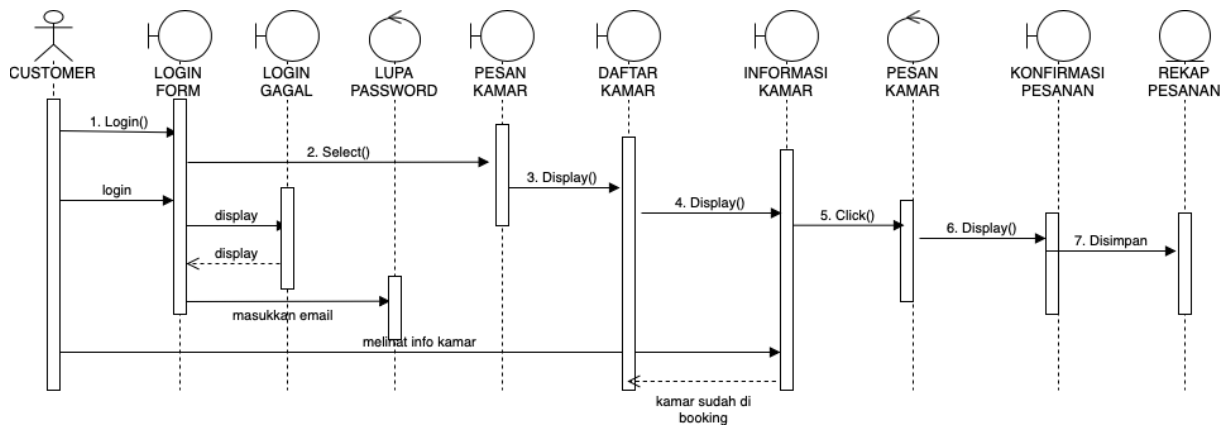 CUSTOMER
LOGIN
FORM
LOGIN
GAGAL
LUPA
PASSWORD
PESAN
KAMAR
DAFTAR
KAMAR
INFORMASI
KAMAR
PESAN
KAMAR
KONFIRMASI
PESANAN
REKAP
PESANAN
1. Login()
2. Select()
3. Display()
login
4. Display()
display
5. Click()
6. Display()
7. Disimpan
display
masukkan email
melihat info kamar
kamar sudah di
booking